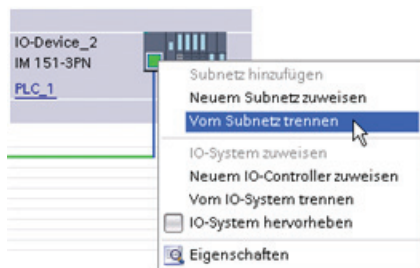 IO-Device_2
IM 151-3PN
PLC_1
Subnetz hinzufügen
Neuem Subnetz zuweisen
Vom Subnetz trennen
IO-System zuweisen
Neuem IO-Controller zuweisen
Vom IO-System trennen
IO-System hervorheben
Eigenschaften